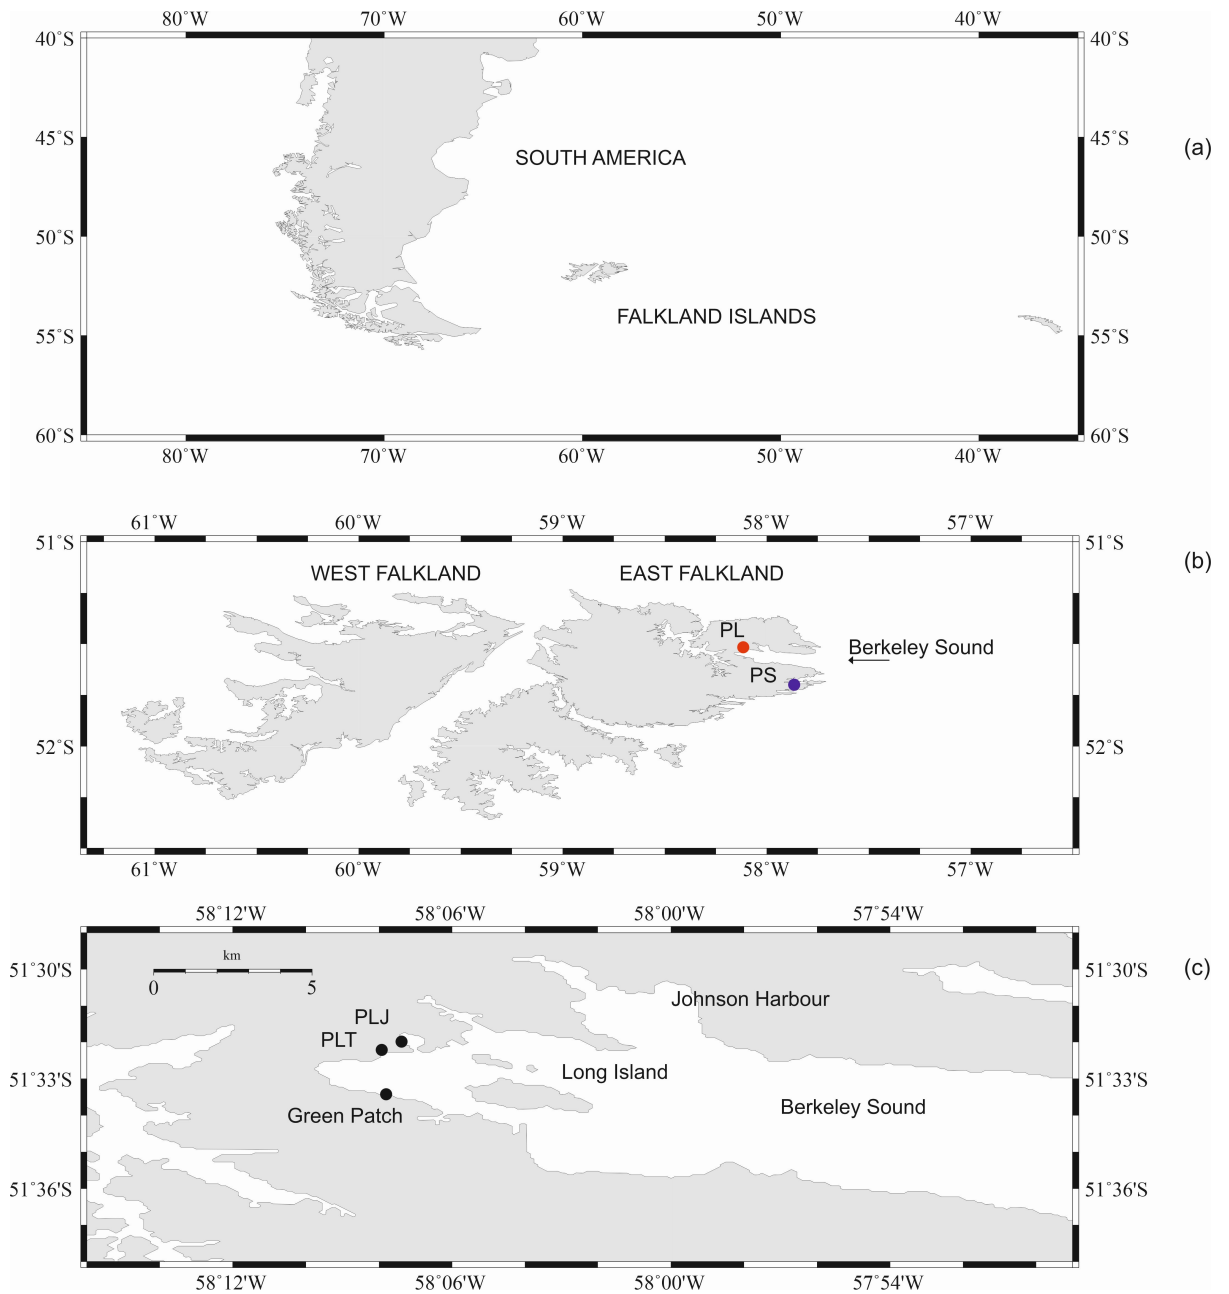 80˚W 70˚W 60˚W 50˚W 40˚W
40˚S 40˚S
45˚S 45˚S
(a)
SOUTH AMERICA
50˚S 50˚S
FALKLAND ISLANDS
55˚S 55˚S
60˚S 60˚S
80˚W 70˚W 60˚W 50˚W 40˚W
61˚W 60˚W 59˚W 58˚W 57˚W
51˚S 51˚S
(b)
WEST FALKLAND EAST FALKLAND
PL
Berkeley Sound
PS
52˚S 52˚S
61˚W 60˚W 59˚W 58˚W 57˚W
58˚12'W 58˚06'W 58˚00'W 57˚54'W
km
51˚30'S 51˚30'S
(c)
0 5
Johnson Harbour
PLJ
PLT
Long Island
51˚33'S 51˚33'S
Berkeley Sound
Green Patch
51˚36'S 51˚36'S
58˚12'W 58˚06'W 58˚00'W 57˚54'W